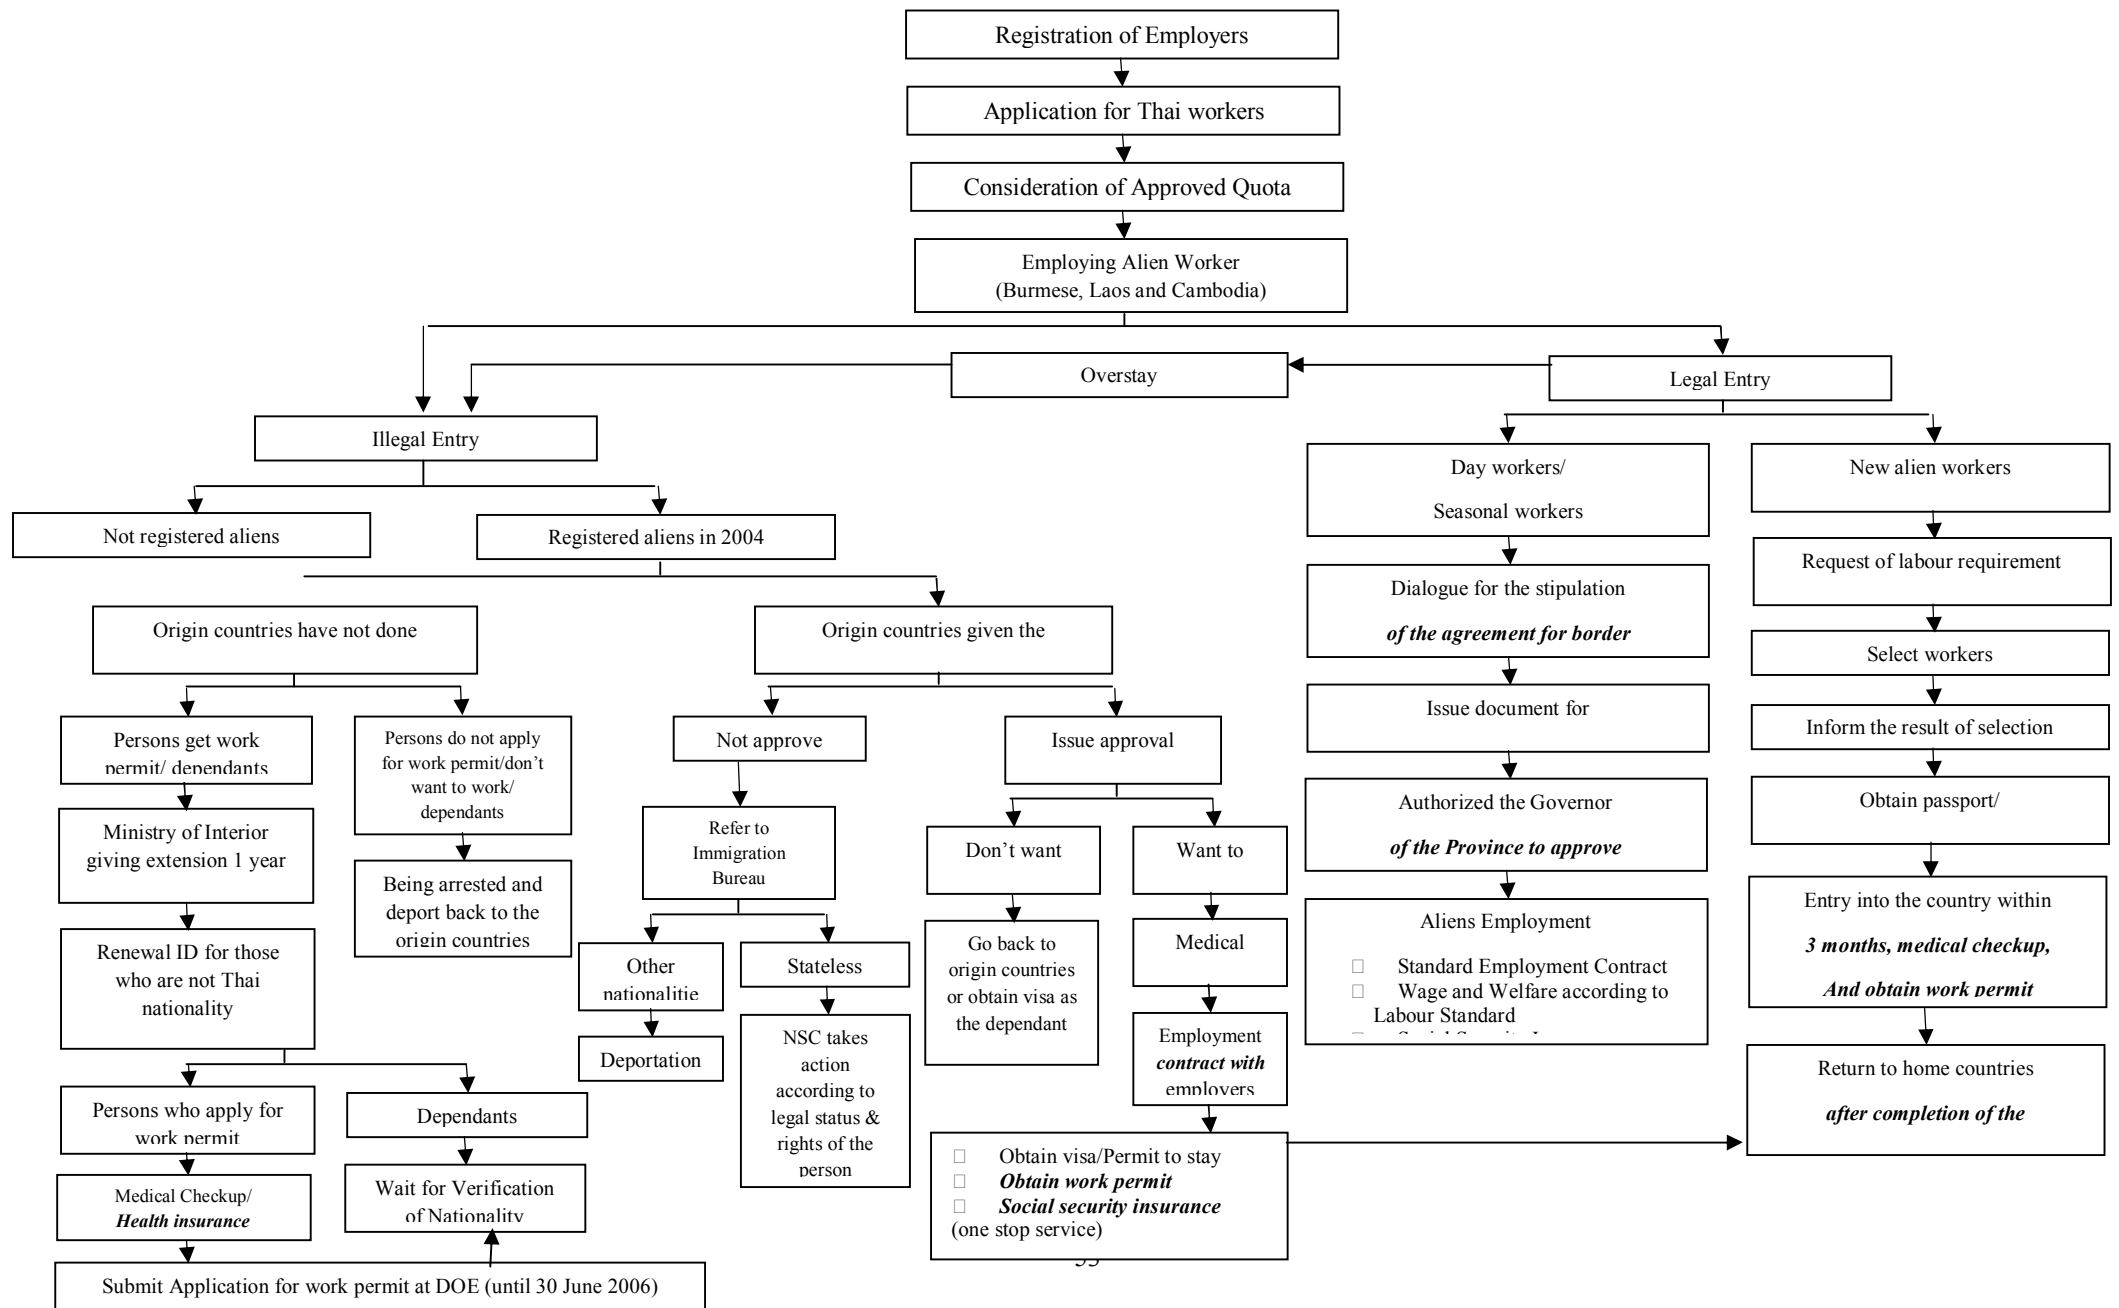 Registration of Employers
Application for Thai workers
Consideration of Approved Quota
Employing Alien Worker
(Burmese, Laos and Cambodia)
Overstay
Legal Entry
Illegal Entry
Not registered aliens
Registered aliens in 2004
Origin countries have not done
Origin countries given the
Persons get work
permit/ dependants
Persons do not apply
for work permit/don't
want to work/
dependants
Ministry of Interior
giving extension 1 year
Being arrested and
deport back to the
origin countries
Renewal ID for those
who are not Thai
nationality
Persons who apply for
work permit
Dependants
Medical Checkup/
Health insurance
Wait for Verification
of Nationality
Submit Application for work permit at DOE (until 30 June 2006)
Not approve
Issue approval
Refer to
Immigration
Bureau
Other
nationalitie
Stateless
Deportation
NSC takes
action
according to
legal status &
rights of the
person
Don't want
Want to
Go back to
origin countries
or obtain visa as
the dependant
Medical
Employment
contract with
employers
Obtain visa/Permit to stay
Obtain work permit
Social security insurance
(one stop service)
Day workers/
Seasonal workers
Dialogue for the stipulation
of the agreement for border
Issue document for
Authorized the Governor
of the Province to approve
Aliens Employment
Standard Employment Contract
Wage and Welfare according to
Labour Standard
New alien workers
Request of labour requirement
Select workers
Inform the result of selection
Obtain passport/
Entry into the country within
3 months, medical checkup,
And obtain work permit
Return to home countries
after completion of the